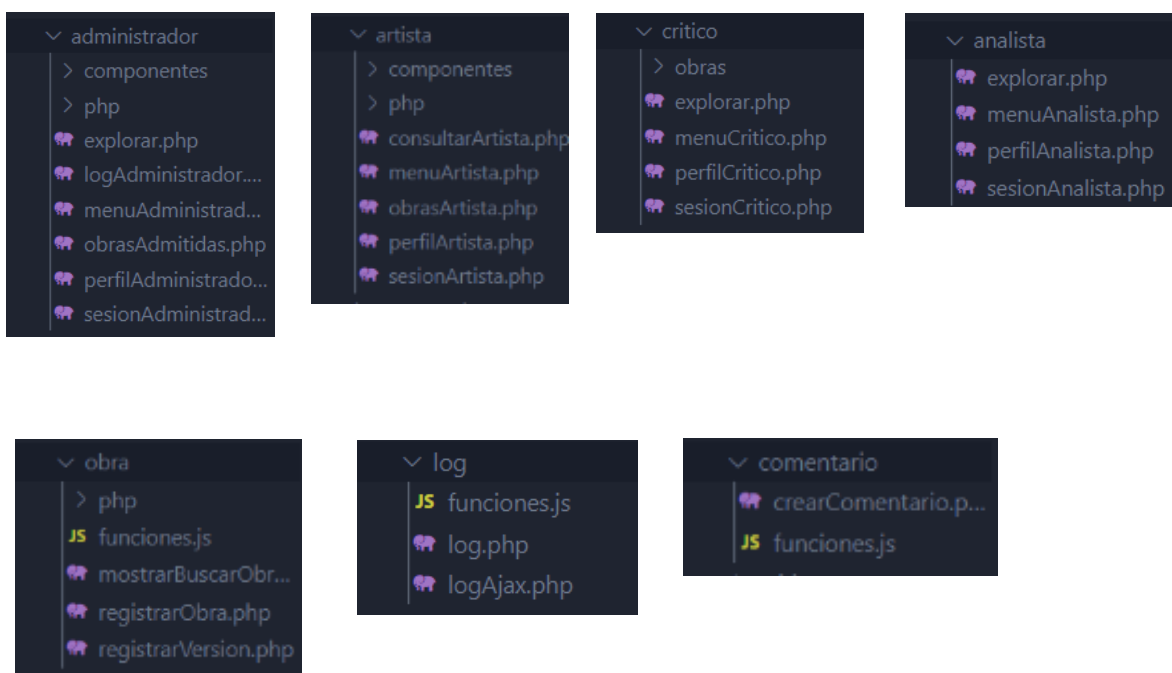 administrador
componentes
php
explorar.php
logAdministrador....
menuAdministrad...
obrasAdmitidas.php
perfilAdministrado...
sesionAdministrad...
artista
componentes
php
consultarArtista.php
menuArtista.php
obrasArtista.php
perfilArtista.php
sesionArtista.php
critico
obras
explorar.php
menuCritico.php
perfilCritico.php
sesionCritico.php
analista
explorar.php
menuAnalista.php
perfilAnalista.php
sesionAnalista.php
obra
php
JS funciones.js
mostrarBuscarObr...
registrarObra.php
registrarVersion.php
log
JS funciones.js
log.php
logAjax.php
comentario
crearComentario.p...
JS funciones.js